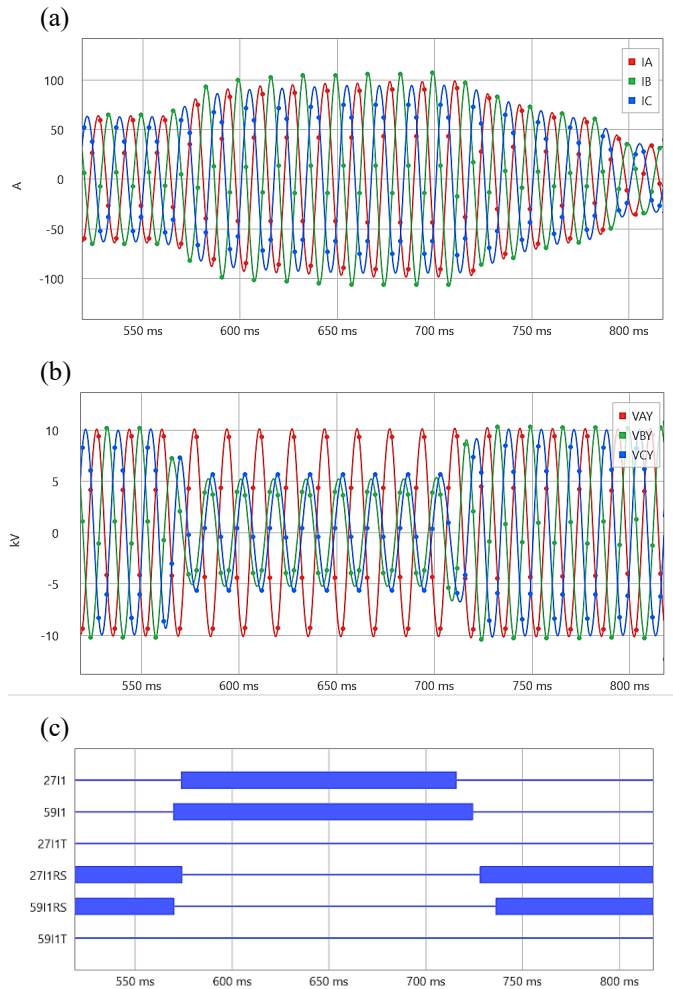 (a)
100
50
0
-50
-100
A
IA
IB
IC
550 ms
600 ms
650 ms
700 ms
750 ms
800 ms
(b)
10
5
0
-5
-10
kV
VAY
VBY
VCY
550 ms
600 ms
650 ms
700 ms
750 ms
800 ms
(c)
27I1
59I1
27I1T
27I1RS
59I1RS
59I1T
550 ms
600 ms
650 ms
700 ms
750 ms
800 ms